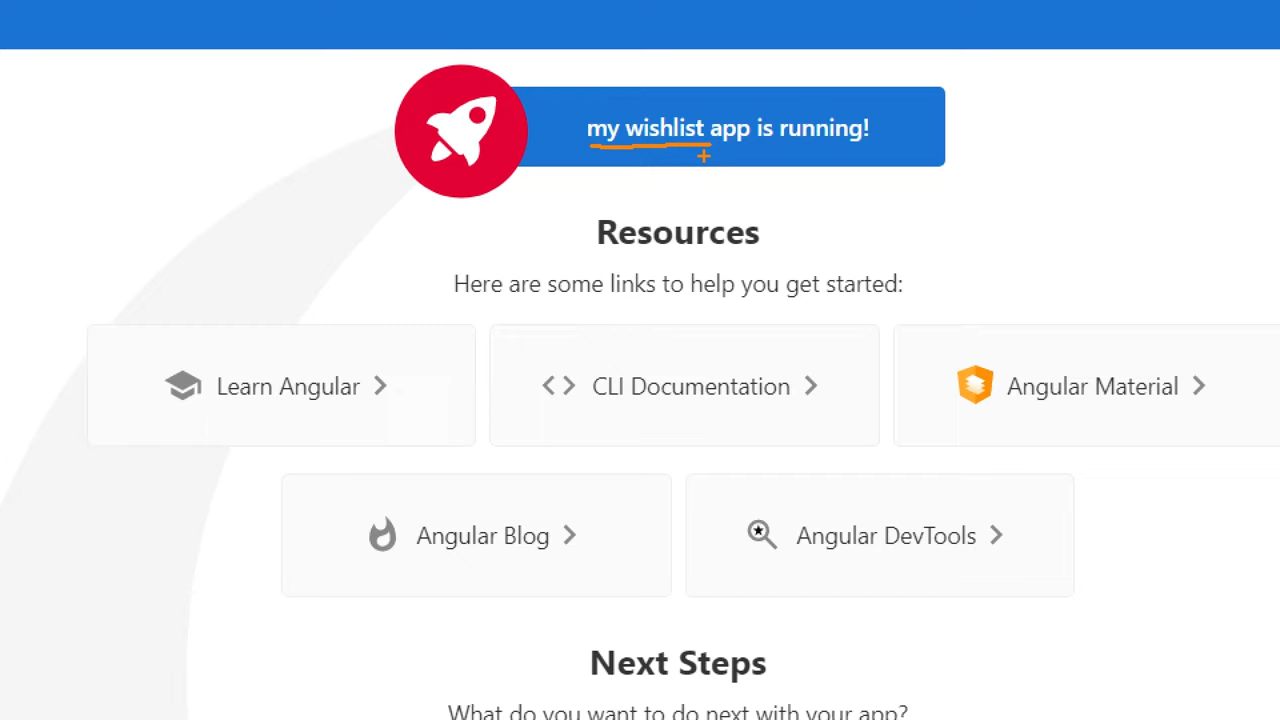 my wishlist app is running!
Resources
Here are some links to help you get started:
Learn Angular
CLI Documentation
Angular Material
Angular Blog
Angular DevTools
Next Steps
What do you want to do next with your app?